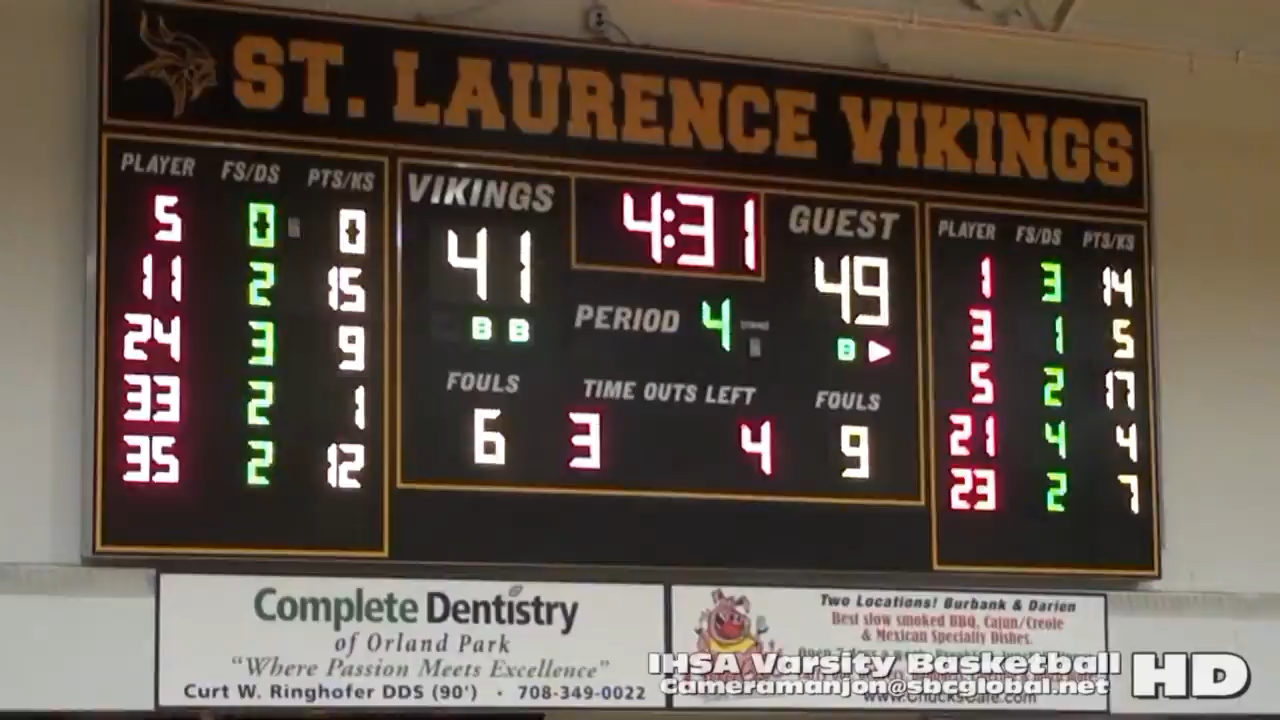 ST. LAURENCE VIKINGS
PLAYER FS/DS PTS/KS
5 0 0
11 2 15
24 3 9
33 2 1
35 2 12
VIKINGS 4:31 GUEST
41 49
PERIOD 4
B B B
FOULS TIME OUTS LEFT FOULS
6 3 4 9
PLAYER FS/DS PTS/KS
1 3 14
3 1 5
5 2 17
21 4 4
23 2 7
Complete Dentistry
of Orland Park
"Where Passion Meets Excellence"
Curt W. Ringhofer DDS (90') · 708-349-0022
Two Locations! Burbank & Darien
Best slow smoked BBQ, Cajun/Creole
& Mexican Specialty Dishes.
IHSA Varsity Basketball HD
cameramanjon@sbcglobal.net